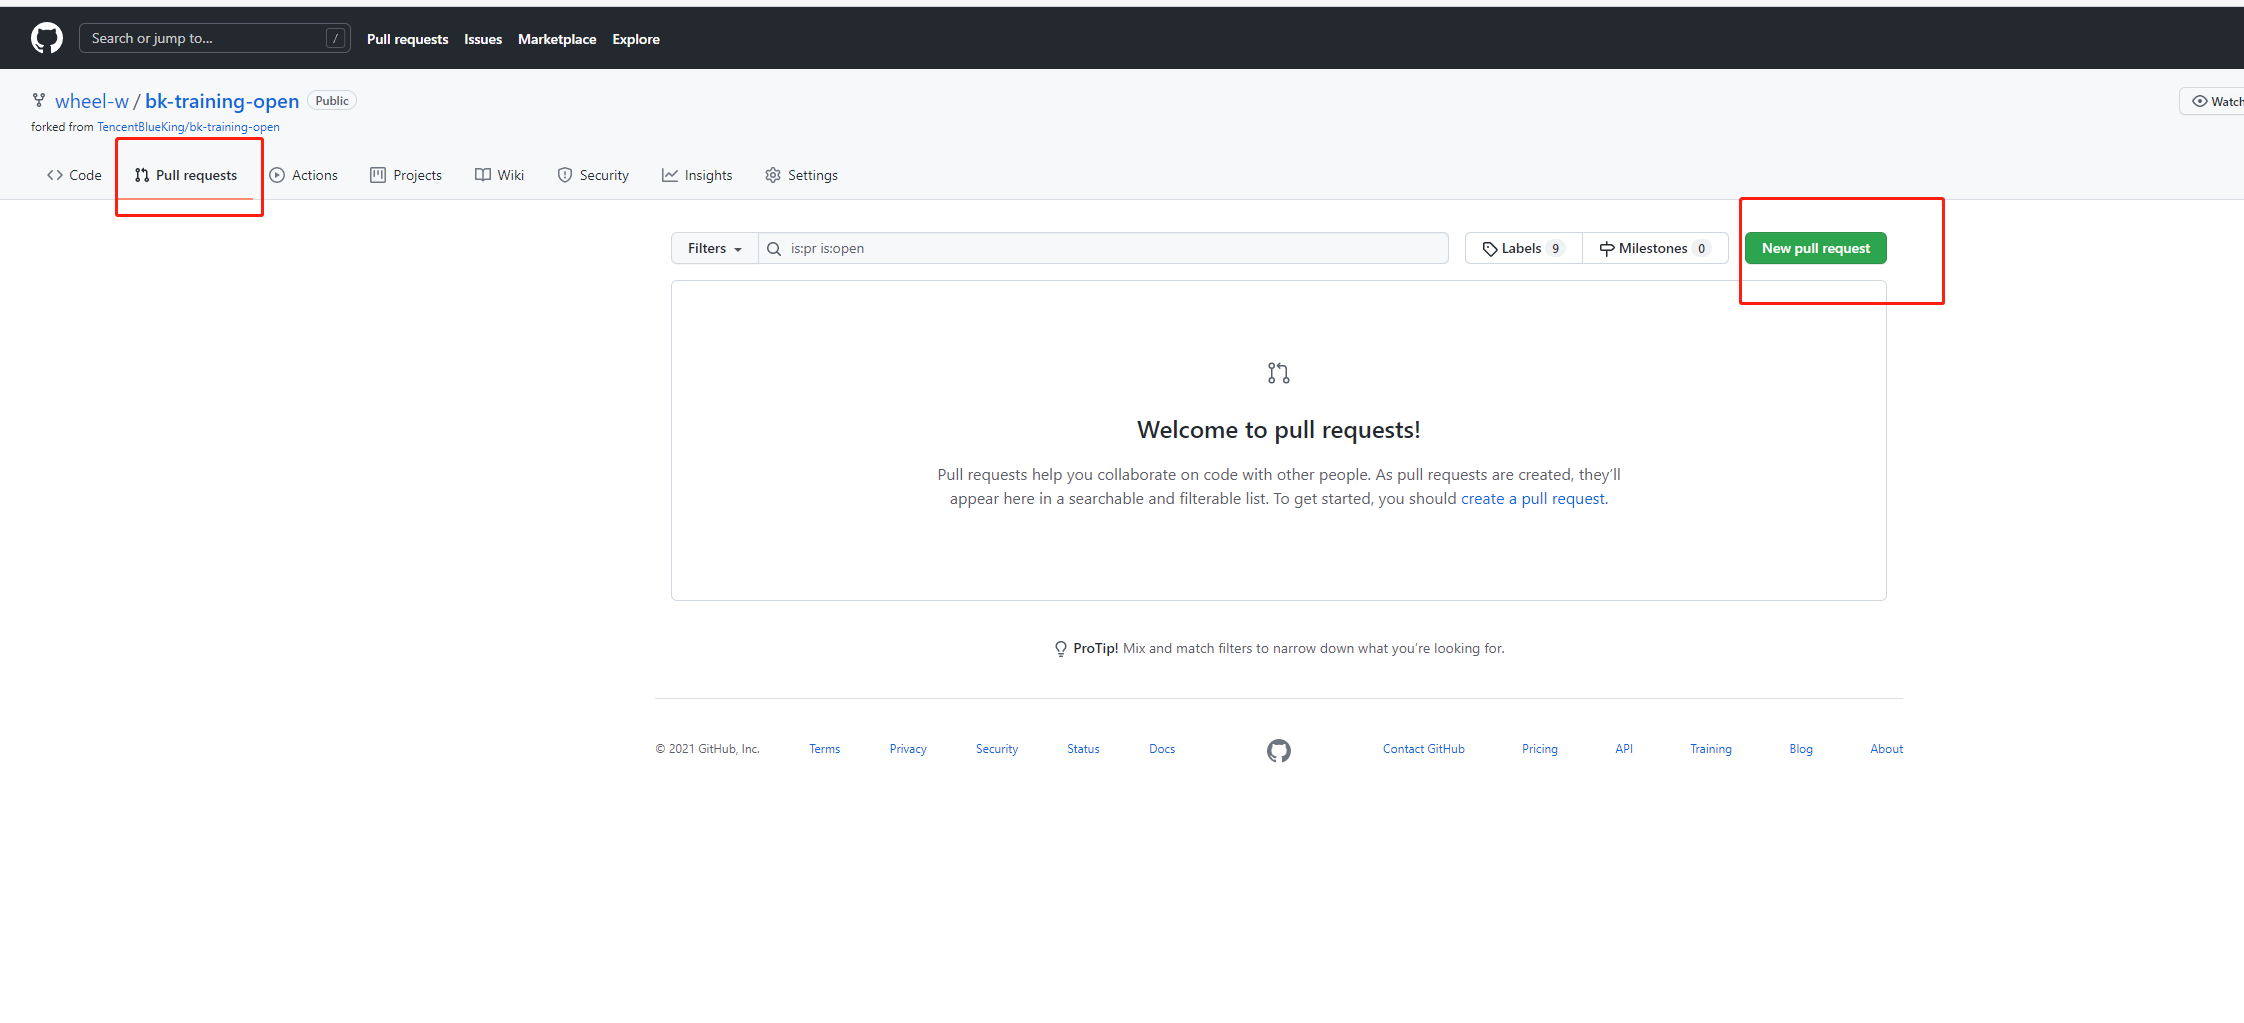 Search or jump to... / Pull requests Issues Marketplace Explore
wheel-w / bk-training-open Public
Watch
forked from TencentBlueKing/bk-training-open
Code Pull requests Actions Projects Wiki Security Insights Settings
Filters is:pr is:open Labels 9 Milestones 0 New pull request
Welcome to pull requests!
Pull requests help you collaborate on code with other people. As pull requests are created, they’ll
appear here in a searchable and filterable list. To get started, you should create a pull request.
ProTip! Mix and match filters to narrow down what you’re looking for.
© 2021 GitHub, Inc. Terms Privacy Security Status Docs Contact GitHub Pricing API Training Blog About